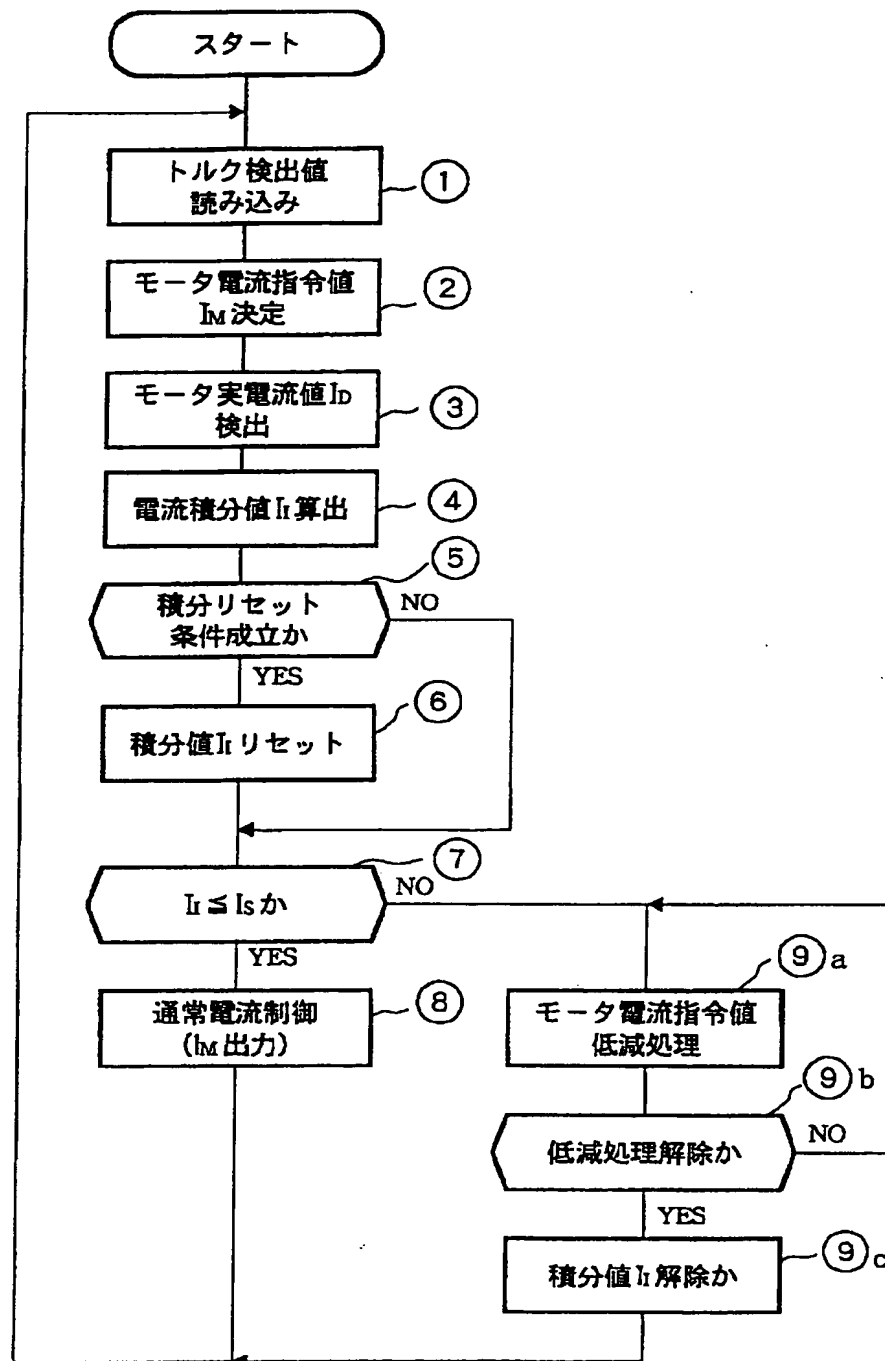 スタート
トルク検出値
読み込み
①
モータ電流指令値
IM決定
②
モータ実電流値ID
検出
③
電流積分値II算出
④
⑤
積分リセット
条件成立か
NO
YES
⑥
積分値IIリセット
⑦
II≦ISか
NO
YES
通常電流制御
(IM出力)
⑧
⑨a
モータ電流指令値
低減処理
⑨b
低減処理解除か
NO
YES
積分値II解除か
⑨c